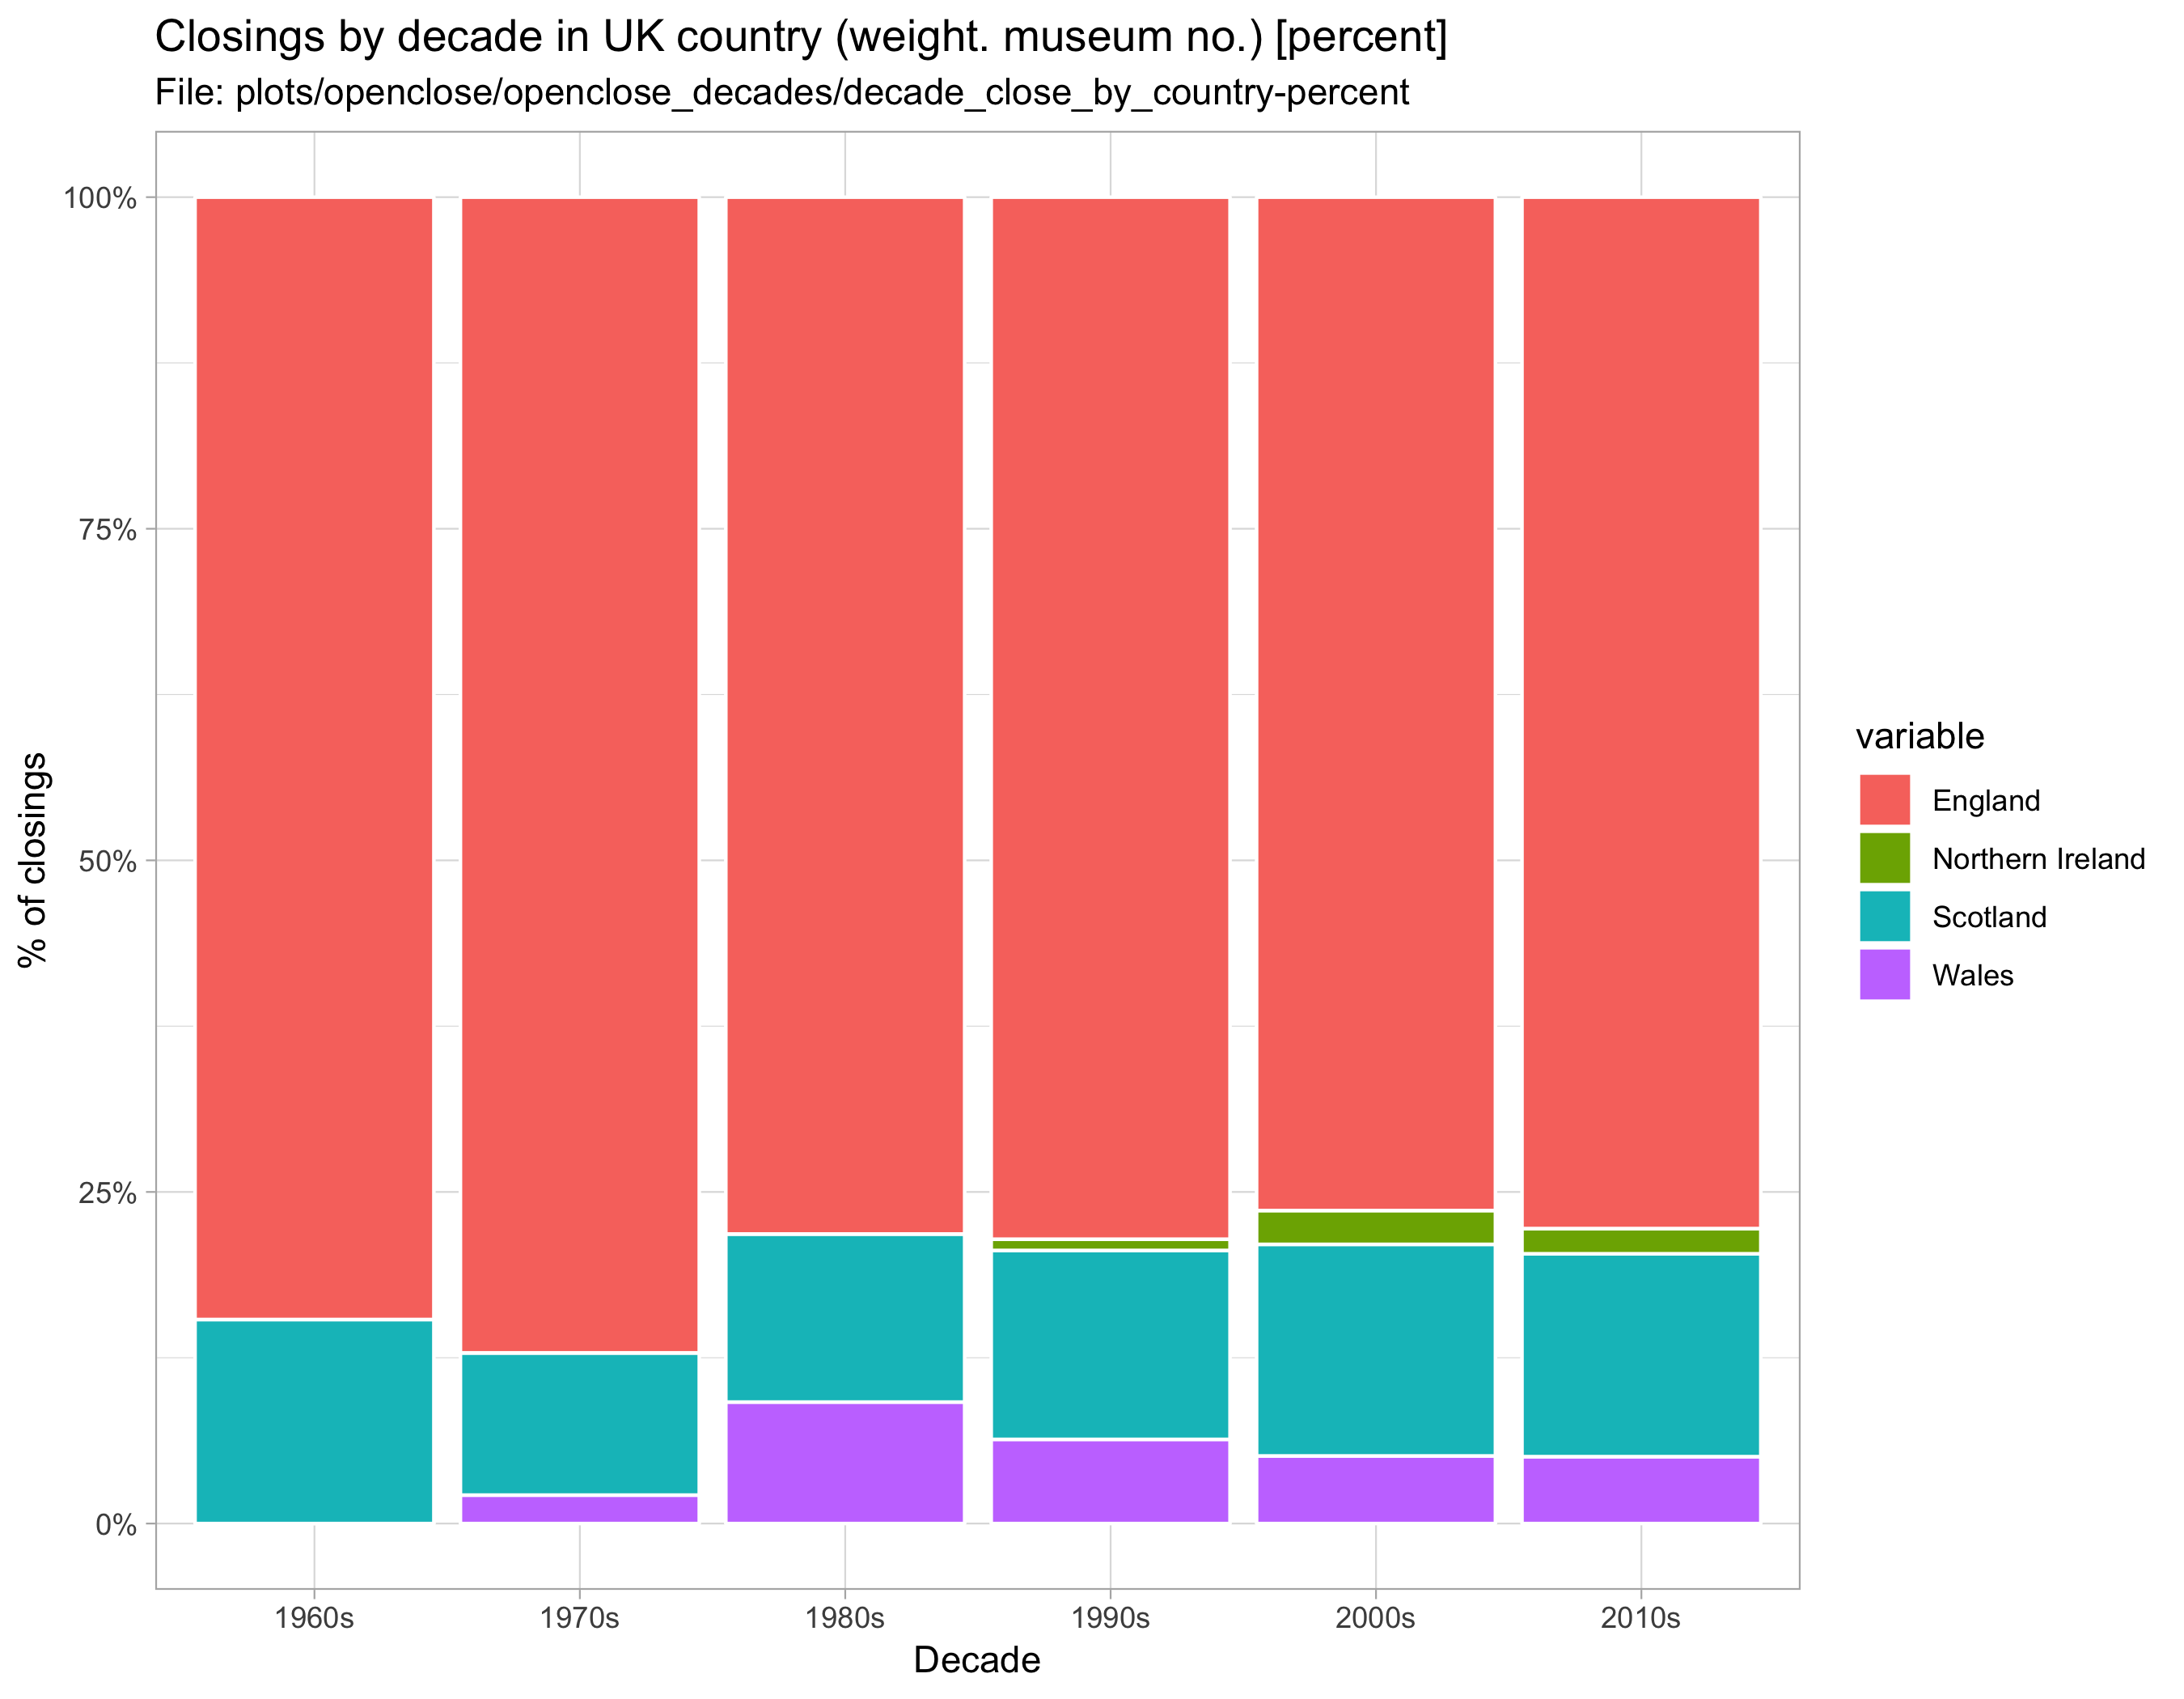 Closings by decade in UK country (weight. museum no.) [percent]
File: plots/openclose/openclose_decades/decade_close_by_country-percent
% of closings
100%
75%
50%
25%
0%
1960s 1970s 1980s 1990s 2000s 2010s
Decade
variable
England
Northern Ireland
Scotland
Wales